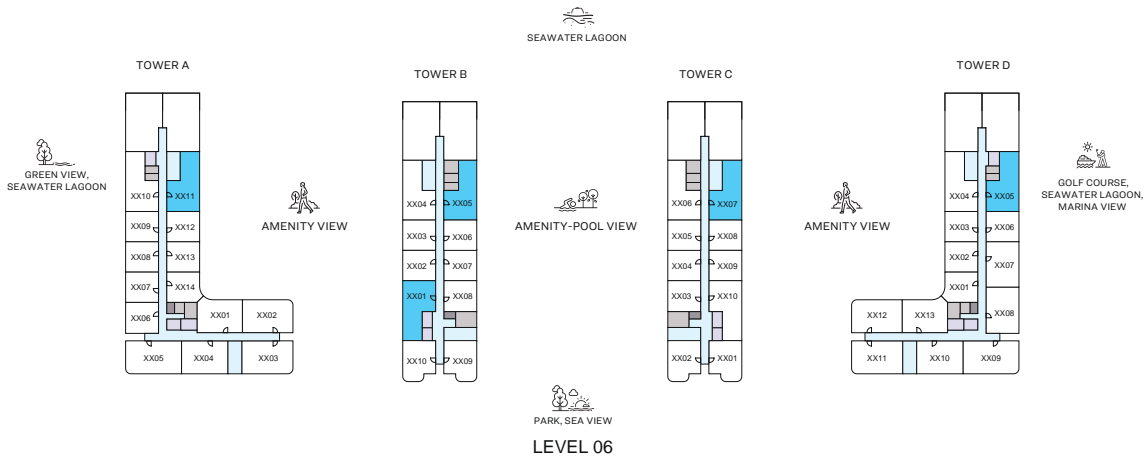 SEAWATER LAGOON
TOWER A
TOWER B
TOWER C
TOWER D
GREEN VIEW,
SEAWATER LAGOON
AMENITY VIEW
AMENITY-POOL VIEW
AMENITY VIEW
GOLF COURSE,
SEAWATER LAGOON,
MARINA VIEW
XX10 XX11
XX09 XX12
XX08 XX13
XX07 XX14
XX06 XX01 XX02
XX05 XX04 XX03
XX04 XX05
XX03 XX06
XX02 XX07
XX01 XX08
XX10 XX09
XX06 XX07
XX05 XX08
XX04 XX09
XX03 XX10
XX02 XX01
XX04 XX05
XX03 XX06
XX02 XX07
XX01
XX12 XX13 XX08
XX11 XX10 XX09
PARK, SEA VIEW
LEVEL 06